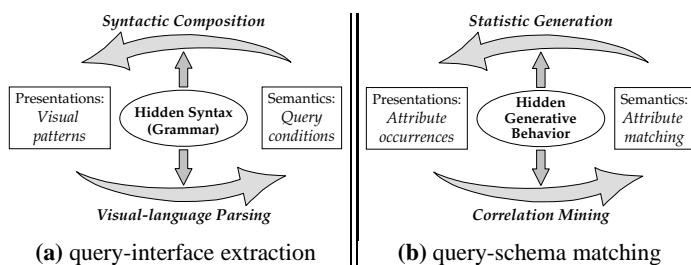 Syntactic Composition
Presentations:
Visual
patterns
Hidden Syntax
(Grammar)
Semantics:
Query
conditions
Visual-language Parsing
(a) query-interface extraction
Statistic Generation
Presentations:
Attribute
occurrences
Hidden
Generative
Behavior
Semantics:
Attribute
matching
Correlation Mining
(b) query-schema matching